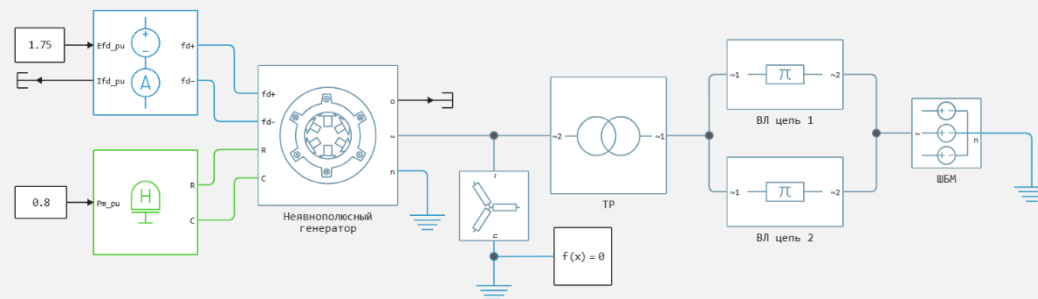 1.75
Efd_pu
fd+
Ifd_pu
fd−
+
−
A
0.8
Pm_pu
H
R
C
fd+
fd−
R
C
o
~
n
Неявнополюсный
генератор
~
n
f(x) = 0
~2
~1
ТР
~1
π
~2
ВЛ цепь 1
~1
π
~2
ВЛ цепь 2
~
n
ШБМ